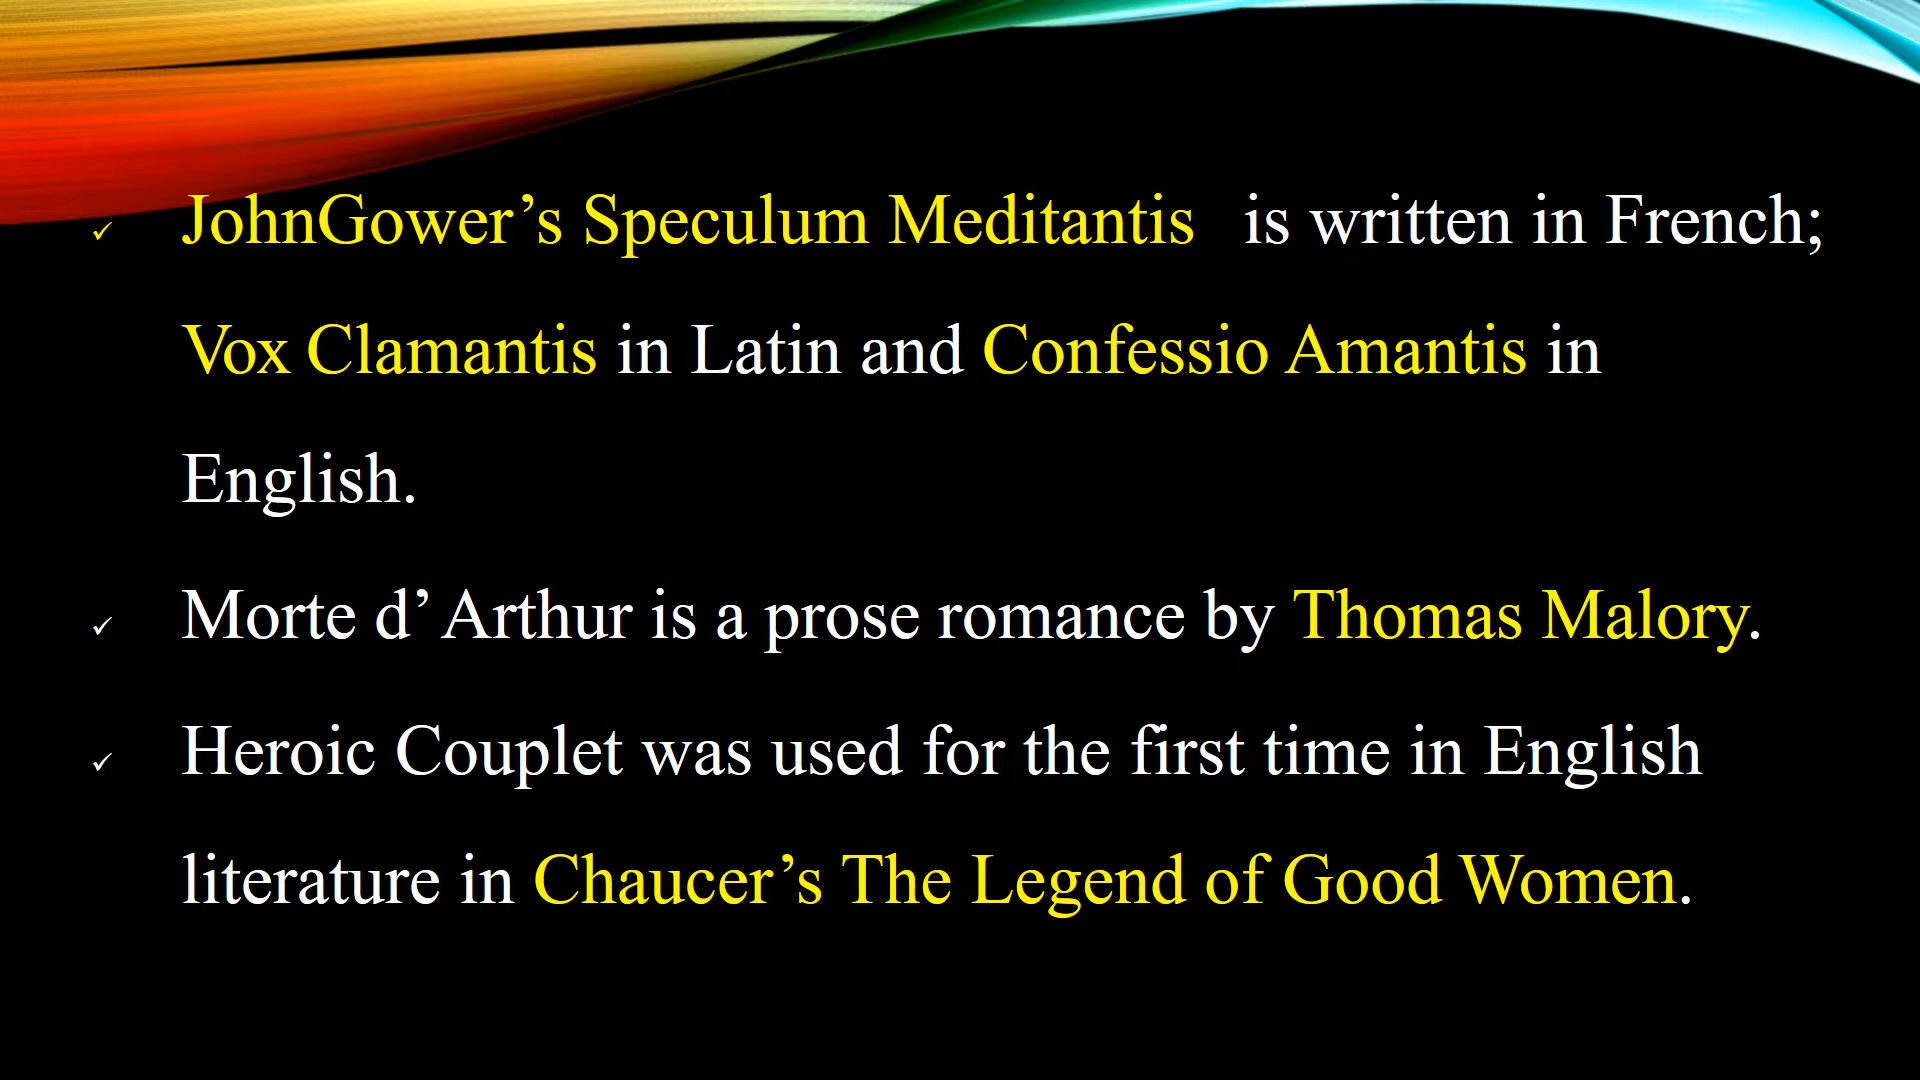 ✓ JohnGower’s Speculum Meditantis is written in French;
Vox Clamantis in Latin and Confessio Amantis in
English.
✓ Morte d’ Arthur is a prose romance by Thomas Malory.
✓ Heroic Couplet was used for the first time in English
literature in Chaucer’s The Legend of Good Women.